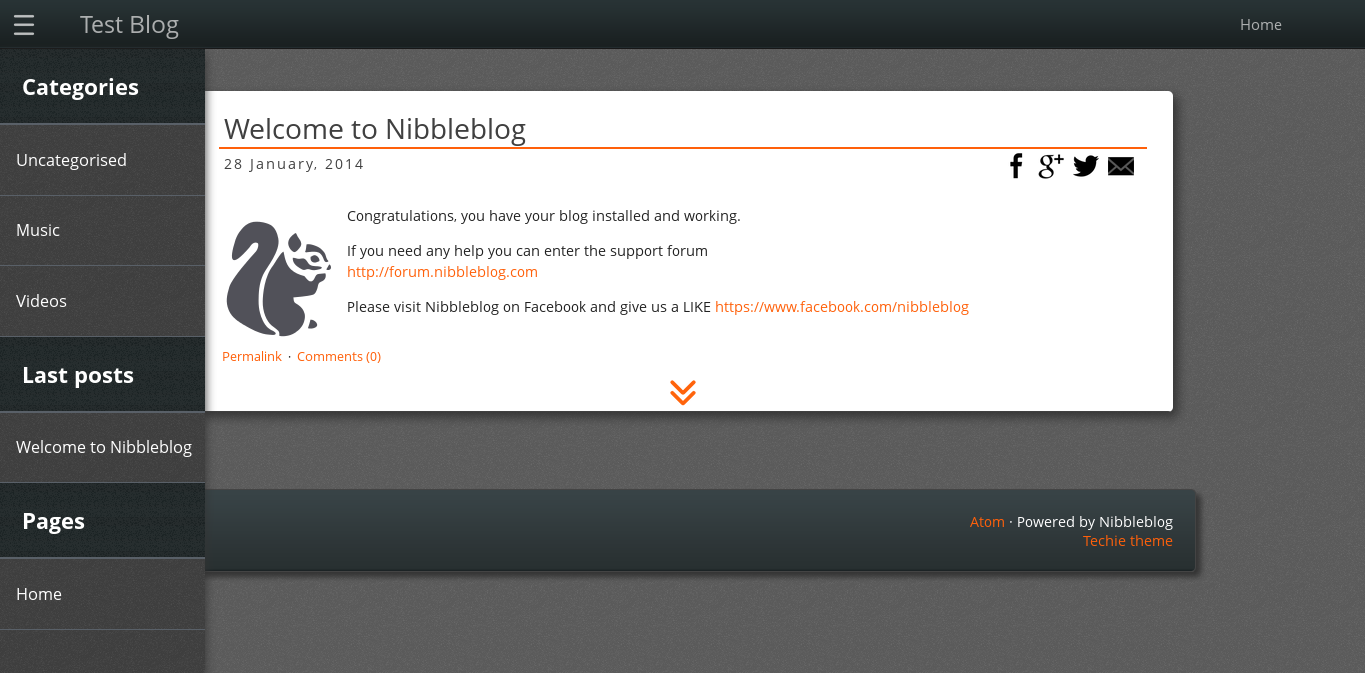 Test Blog
Home
Categories
Uncategorised
Music
Videos
Last posts
Welcome to Nibbleblog
Pages
Home
Welcome to Nibbleblog
28 January, 2014
Congratulations, you have your blog installed and working.
If you need any help you can enter the support forum
http://forum.nibbleblog.com
Please visit Nibbleblog on Facebook and give us a LIKE https://www.facebook.com/nibbleblog
Permalink · Comments (0)
Atom · Powered by Nibbleblog
Techie theme